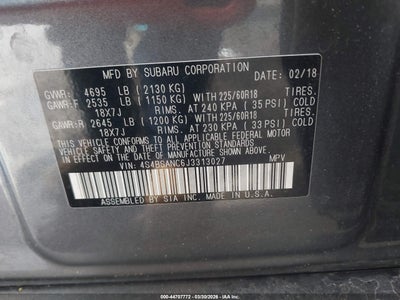 MFD BY SUBARU CORPORATION DATE: 02/18
GVWR: 4695 LB (2130 KG)
GAWR:F 2535 LB (1150 KG) WITH 225/60R18 TIRES.
18X7J RIMS. AT 240 KPA (35 PSI) COLD
GAWR:R 2645 LB (1200 KG) WITH 225/60R18 TIRES.
18X7J RIMS. AT 230 KPA (33 PSI) COLD
THIS VEHICLE CONFORMS TO ALL APPLICABLE FEDERAL MOTOR VEHICLE
SAFETY AND THEFT PREVENTION STANDARDS IN EFFECT ON THE DATE OF
MANUFACTURE SHOWN ABOVE.
VIN: 4S4BSANC6J3313027 MPV
ASSEMBLED BY SIA INC. MADE IN U.S.A.
000-44707772 - 03/30/2026 - www.iaai.com